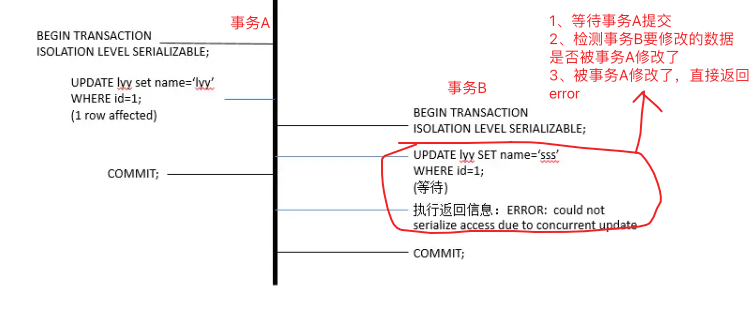 事务A
BEGIN TRANSACTION
ISOLATION LEVEL SERIALIZABLE;
UPDATE lyy set name=‘lyy’
WHERE id=1;
(1 row affected)
COMMIT;
1、等待事务A提交
2、检测事务B要修改的数据
是否被事务A修改了
3、被事务A修改了，直接返回
error
事务B
BEGIN TRANSACTION
ISOLATION LEVEL SERIALIZABLE;
UPDATE lyy SET name=‘sss’
WHERE id=1;
(等待)
执行返回信息：ERROR: could not
serialize access due to concurrent update
COMMIT;